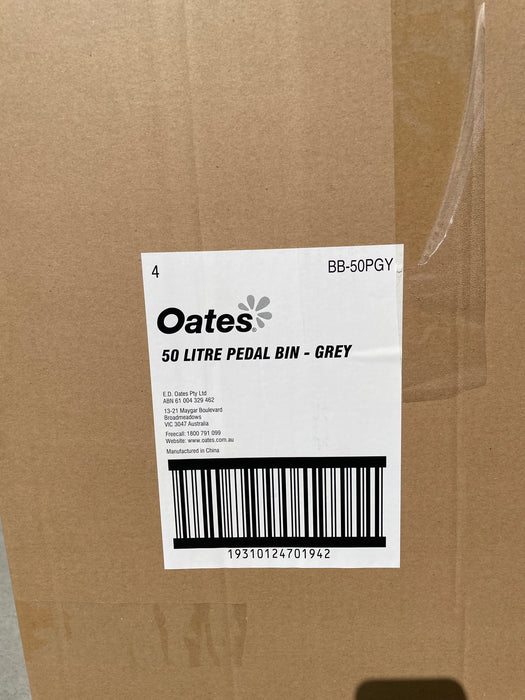 4
BB-50PGY
Oates®
50 LITRE PEDAL BIN - GREY
E.D. Oates Pty Ltd
ABN 61 004 329 462
13-21 Maygar Boulevard
Broadmeadows
VIC 3047 Australia
Freecall: 1800 791 099
Website: www.oates.com.au
Manufactured in China
19310124701942